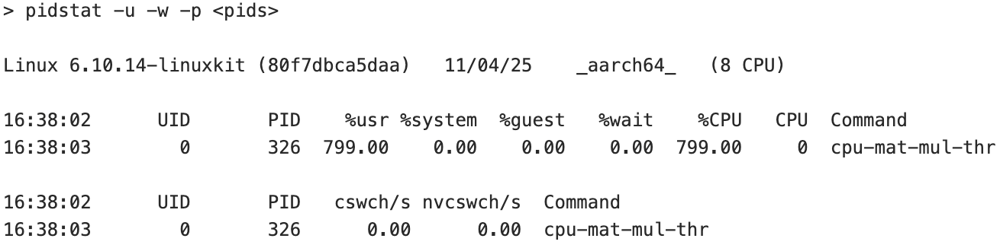 > pidstat -u -w -p <pids>
Linux 6.10.14-linuxkit (80f7dbca5daa) 11/04/25 _aarch64_ (8 CPU)
16:38:02 UID PID %usr %system %guest %wait %CPU CPU Command
16:38:03 0 326 799.00 0.00 0.00 0.00 799.00 0 cpu-mat-mul-thr
16:38:02 UID PID cswch/s nvcswch/s Command
16:38:03 0 326 0.00 0.00 cpu-mat-mul-thr